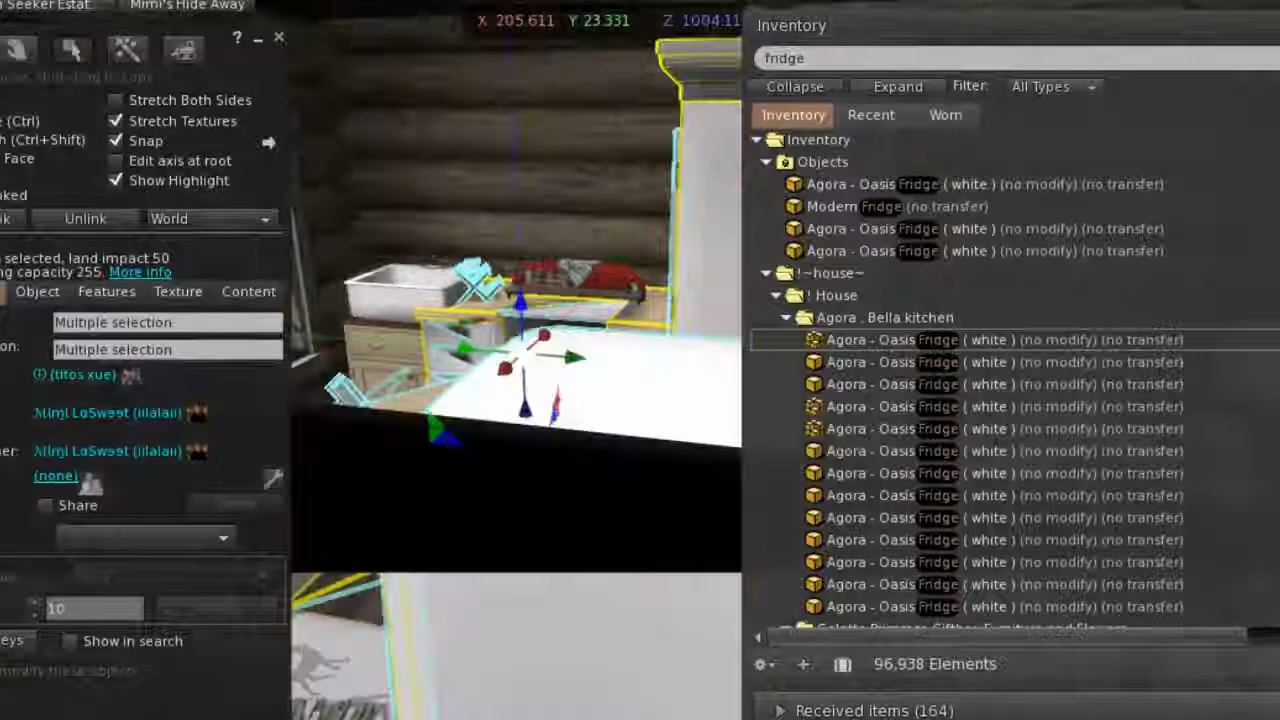 Seeker Estat.. Mimi's Hide Away
X 205.611 Y 23.331 Z 1004.11
? _ ×
Stretch Both Sides
(Ctrl)
Stretch Textures
(Ctrl+Shift)
Snap
Face
Edit axis at root
Show Highlight
Unlink
World
selected, land impact 50
capacity 255. More info
Object
Features
Texture
Content
Multiple selection
Multiple selection
(titos xue)
Mimi LaSweet
Mimi LaSweet
(none)
Share
10
Show in search
Inventory
fridge
Collapse
Expand
Filter:
All Types
Inventory
Recent
Worn
Inventory
Objects
Agora - Oasis Fridge ( white ) (no modify) (no transfer)
Modern Fridge (no transfer)
Agora - Oasis Fridge ( white ) (no modify) (no transfer)
Agora - Oasis Fridge ( white ) (no modify) (no transfer)
!~house~
! House
Agora . Bella kitchen
Agora - Oasis Fridge ( white ) (no modify) (no transfer)
Agora - Oasis Fridge ( white ) (no modify) (no transfer)
Agora - Oasis Fridge ( white ) (no modify) (no transfer)
Agora - Oasis Fridge ( white ) (no modify) (no transfer)
Agora - Oasis Fridge ( white ) (no modify) (no transfer)
Agora - Oasis Fridge ( white ) (no modify) (no transfer)
Agora - Oasis Fridge ( white ) (no modify) (no transfer)
Agora - Oasis Fridge ( white ) (no modify) (no transfer)
Agora - Oasis Fridge ( white ) (no modify) (no transfer)
Agora - Oasis Fridge ( white ) (no modify) (no transfer)
Agora - Oasis Fridge ( white ) (no modify) (no transfer)
Agora - Oasis Fridge ( white ) (no modify) (no transfer)
Agora - Oasis Fridge ( white ) (no modify) (no transfer)
96,938 Elements
Received items (164)